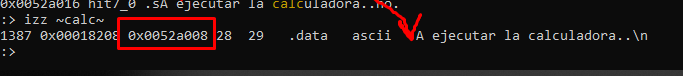 0x0052a016 hit7_0 .sA ejecutar la calculadora..no.
:> izz ~calc~
1387 0x00018208 0x0052a008 28 29 .data ascii A ejecutar la calculadora..\n
:>